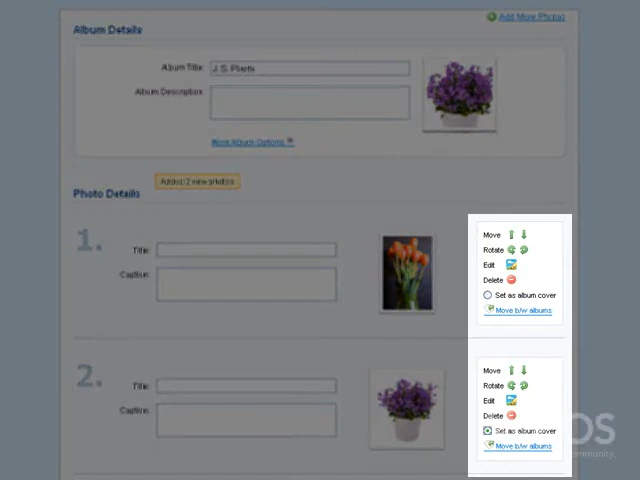 Add More Photos
Album Details
Album Title: J.S. Plants
Album Description:
More Album Options
Added 2 new photos
Photo Details
1.
Title:
Caption:
Move
Rotate
Edit
Delete
Set as album cover
Move b/w albums
2.
Title:
Caption:
Move
Rotate
Edit
Delete
Set as album cover
Move b/w albums